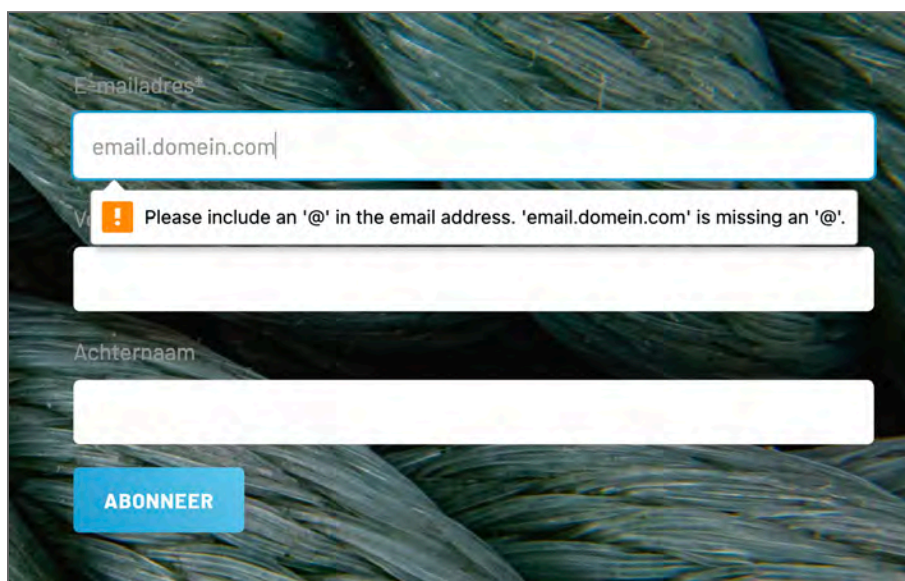 E-mailadres*
email.domein.com
Please include an '@' in the email address. 'email.domein.com' is missing an '@'.
Achternaam
ABONNEER